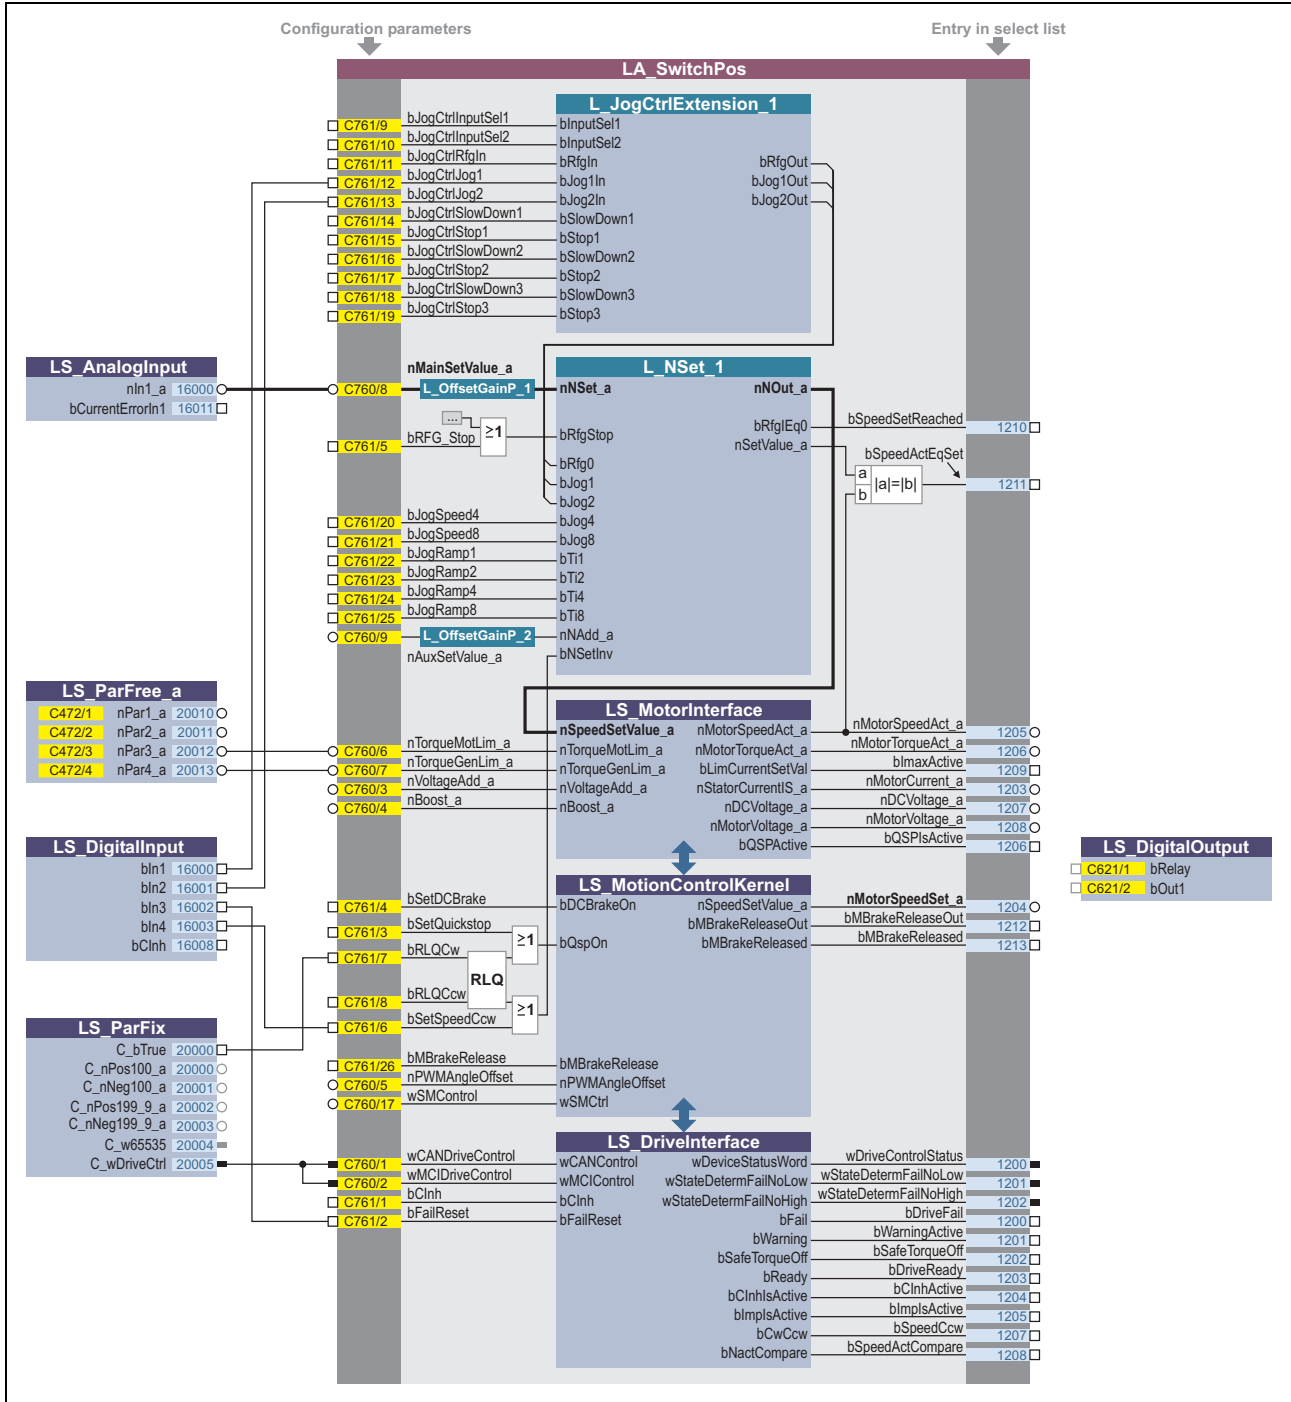 Configuration parameters
Entry in select list
LA_SwitchPos
L_JogCtrlExtension_1
C761/9 bJogCtrlInputSel1 bInputSel1
C761/10 bJogCtrlInputSel2 bInputSel2
C761/11 bJogCtrlRfgIn bRfgIn bRfgOut
C761/12 bJogCtrlJog1 bJog1In bJog1Out
C761/13 bJogCtrlJog2 bJog2In bJog2Out
C761/14 bJogCtrlSlowDown1 bSlowDown1
C761/15 bJogCtrlStop1 bStop1
C761/16 bJogCtrlSlowDown2 bSlowDown2
C761/17 bJogCtrlStop2 bStop2
C761/18 bJogCtrlSlowDown3 bSlowDown3
C761/19 bJogCtrlStop3 bStop3
LS_AnalogInput
nIn1_a 16000
bCurrentErrorIn1 16011
nMainSetValue_a
L_NSet_1
C760/8 L_OffsetGainP_1 nNSet_a nNOut_a
... ≥1
bRfgIEq0 bSpeedSetReached 1210
C761/5 bRFG_Stop bRfgStop
nSetValue_a
bSpeedActEqSet
bRfg0
a |a|=|b| 1211
b
bJog1
bJog2
C761/20 bJogSpeed4 bJog4
C761/21 bJogSpeed8 bJog8
C761/22 bJogRamp1 bTi1
C761/23 bJogRamp2 bTi2
C761/24 bJogRamp4 bTi4
C761/25 bJogRamp8 bTi8
C760/9 L_OffsetGainP_2 nNAdd_a
nAuxSetValue_a bNSetInv
LS_ParFree_a
C472/1 nPar1_a 20010
C472/2 nPar2_a 20011
C472/3 nPar3_a 20012
C472/4 nPar4_a 20013
LS_MotorInterface
nSpeedSetValue_a nMotorSpeedAct_a nMotorSpeedAct_a 1205
C760/6 nTorqueMotLim_a nTorqueMotLim_a nMotorTorqueAct_a nMotorTorqueAct_a 1206
C760/7 nTorqueGenLim_a nTorqueGenLim_a bLimCurrentSetVal bImaxActive 1209
C760/3 nVoltageAdd_a nVoltageAdd_a nStatorCurrentIS_a nMotorCurrent_a 1203
C760/4 nBoost_a nBoost_a nDCVoltage_a nDCVoltage_a 1207
nMotorVoltage_a nMotorVoltage_a 1208
bQSPActive bQSPIsActive 1206
LS_DigitalInput
bIn1 16000
bIn2 16001
bIn3 16002
bIn4 16003
bCInh 16008
LS_DigitalOutput
C621/1 bRelay
C621/2 bOut1
LS_MotionControlKernel
C761/4 bSetDCBrake bDCBrakeOn nSpeedSetValue_a nMotorSpeedSet_a 1204
C761/3 bSetQuickstop bMBrakeReleaseOut bMBrakeReleaseOut 1212
≥1 bQspOn bMBrakeReleased bMBrakeReleased 1213
C761/7 bRLQCw
RLQ
C761/8 bRLQCcw
≥1
C761/6 bSetSpeedCcw
C761/26 bMBrakeRelease bMBrakeRelease
C760/5 nPWMAngleOffset nPWMAngleOffset
C760/17 wSMControl wSMCtrl
LS_ParFix
C_bTrue 20000
C_nPos100_a 20000
C_nNeg100_a 20001
C_nPos199_9_a 20002
C_nNeg199_9_a 20003
C_w65535 20004
C_wDriveCtrl 20005
LS_DriveInterface
C760/1 wCANDriveControl wCANControl wDeviceStatusWord wDriveControlStatus 1200
C760/2 wMCIDriveControl wMCIControl wStateDetermFailNoLow wStateDetermFailNoLow 1201
C761/1 bCInh bCInh wStateDetermFailNoHigh wStateDetermFailNoHigh 1202
C761/2 bFailReset bFailReset bFail bDriveFail 1200
bWarning bWarningActive 1201
bSafeTorqueOff bSafeTorqueOff 1202
bReady bDriveReady 1203
bCInhIsActive bCInhActive 1204
bImpIsActive bImpIsActive 1205
bCwCcw bSpeedCcw 1207
bNactCompare bSpeedActCompare 1208